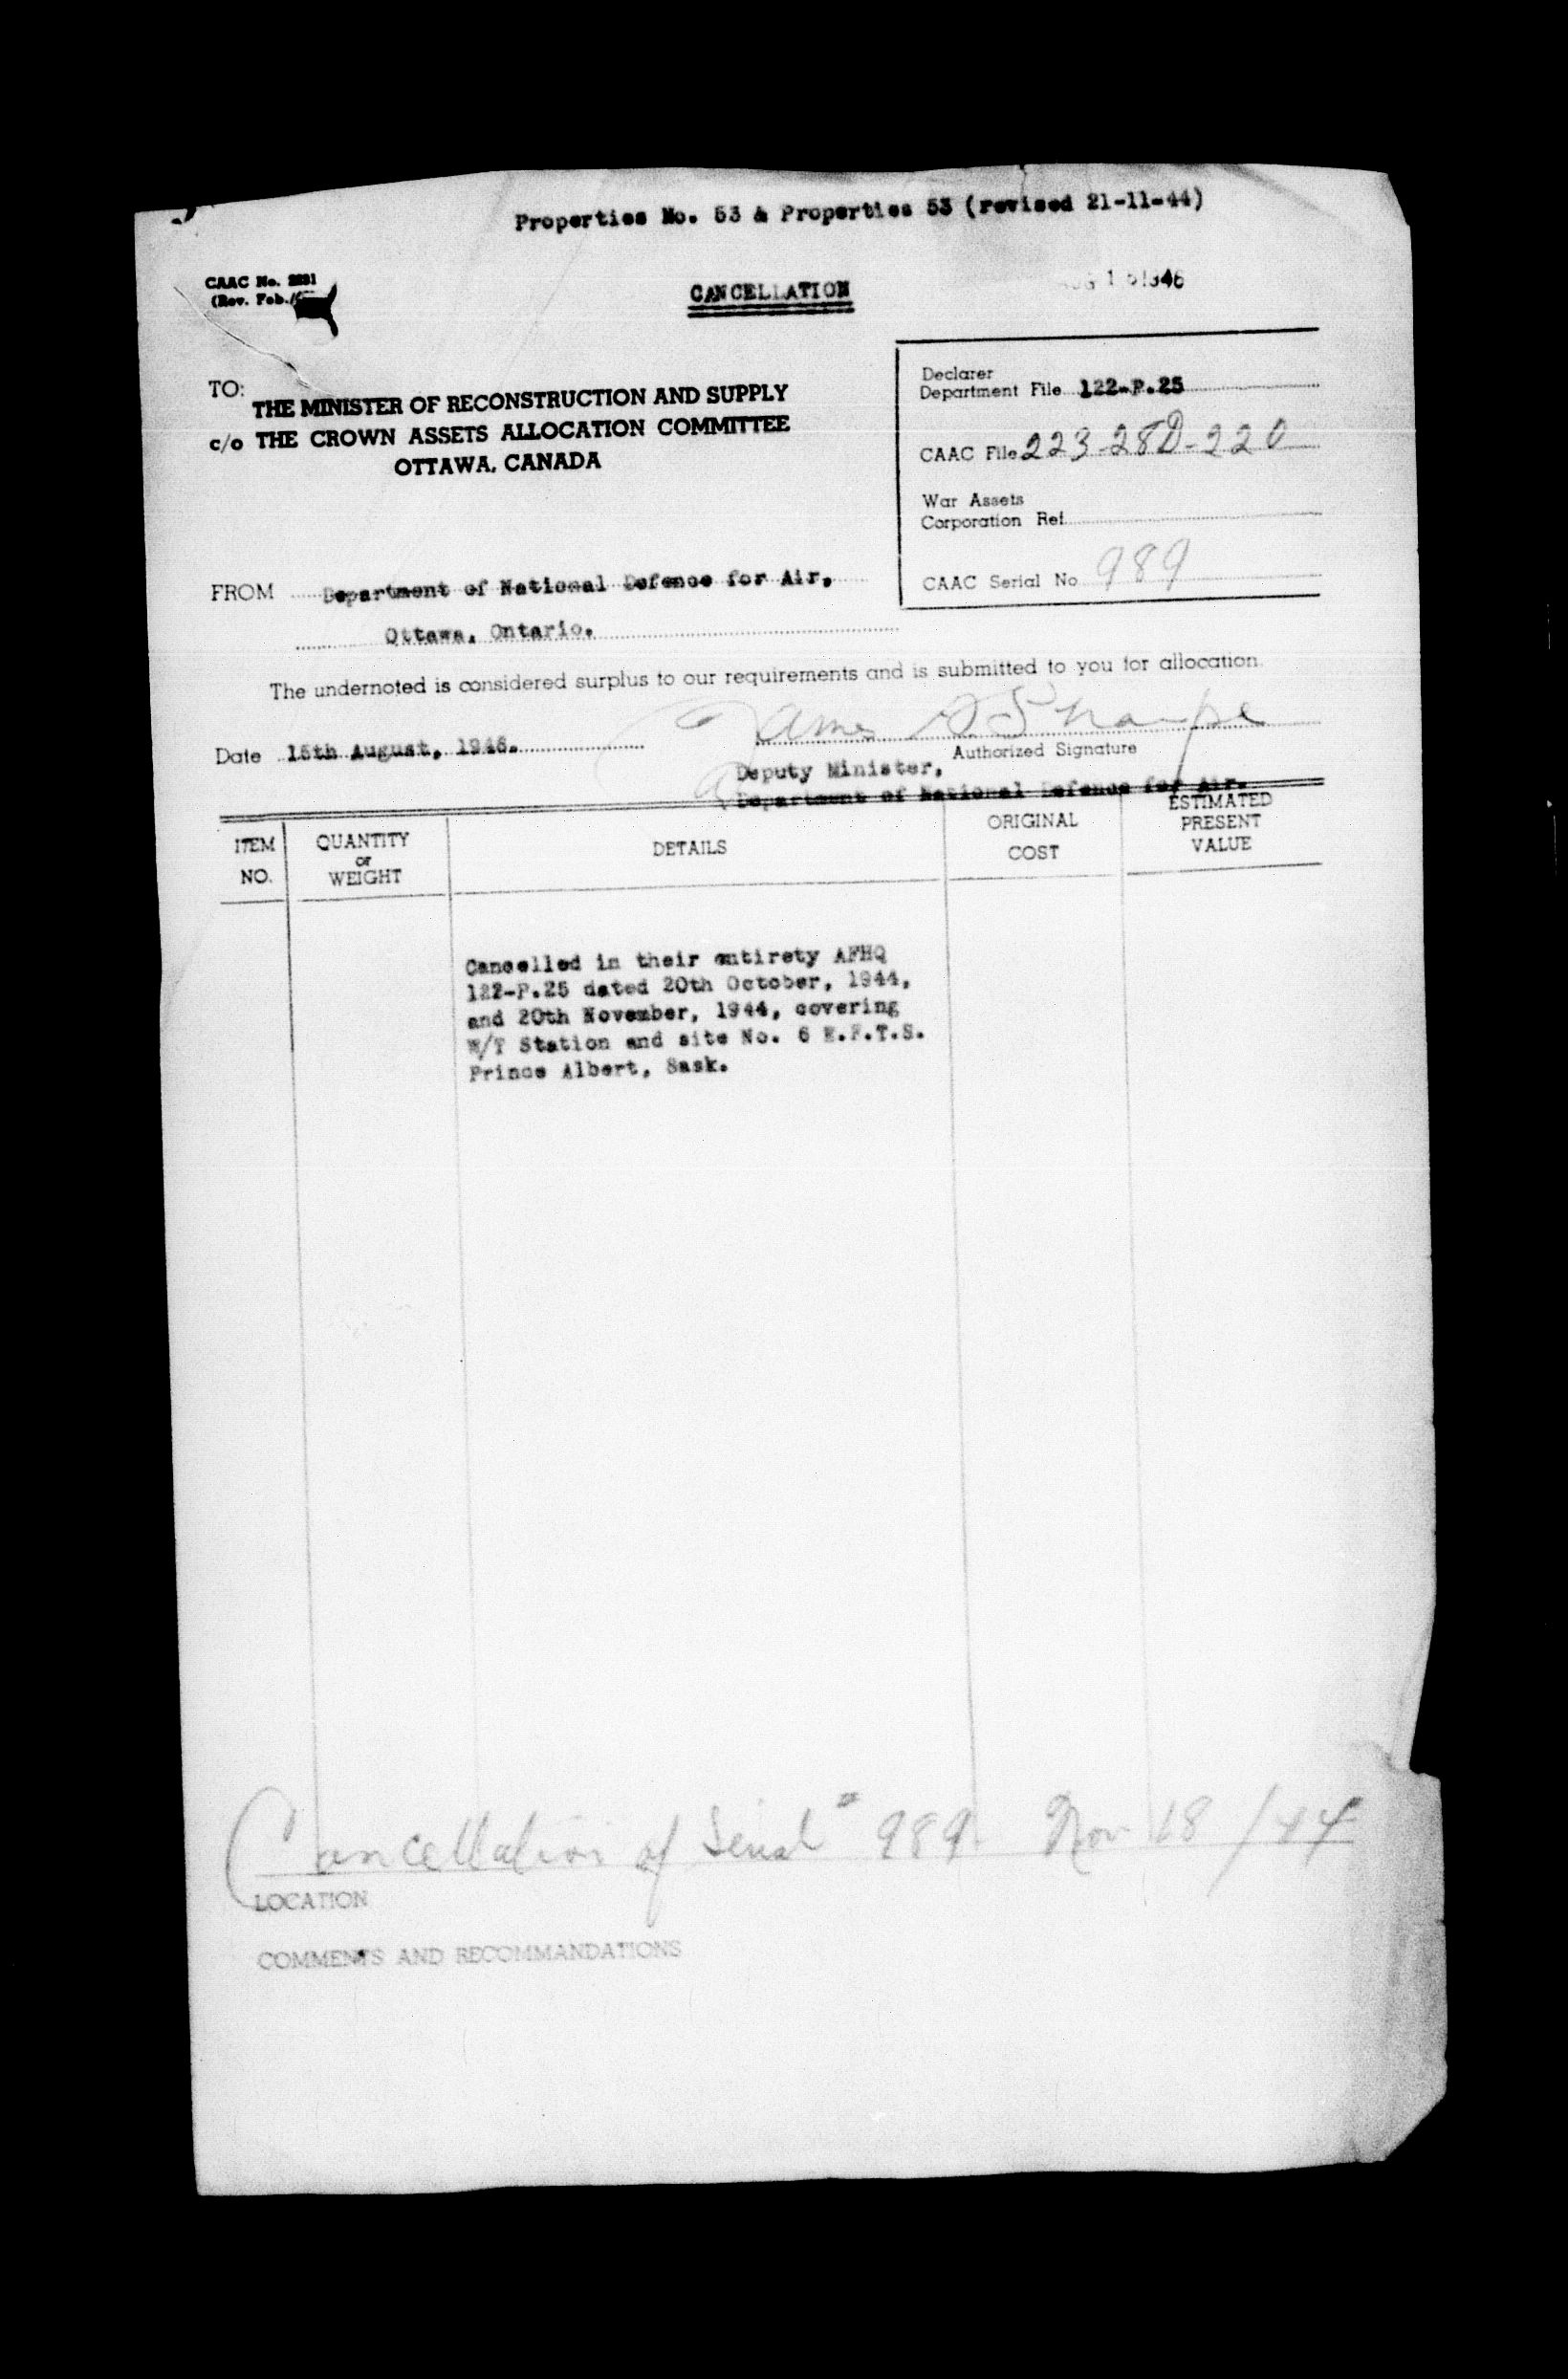 Properties No. 53 & Properties 53 (revised 21-11-44)
CAAC No. 2231
(Rev. Feb./
CANCELLATION
AUG 15 1946
TO:
THE MINISTER OF RECONSTRUCTION AND SUPPLY
c/o THE CROWN ASSETS ALLOCATION COMMITTEE
OTTAWA, CANADA
Declarer
Department File 122-P.25
CAAC File 223-28D-220
War Assets
Corporation Ref.
CAAC Serial No 989
FROM Department of National Defence for Air,
Ottawa, Ontario.
The undernoted is considered surplus to our requirements and is submitted to you for allocation.
Date 15th August, 1946.
James A Sharpe
Authorized Signature
Deputy Minister,
Department of National Defence for Air.
ITEM NO.
QUANTITY or WEIGHT
DETAILS
ORIGINAL COST
ESTIMATED PRESENT VALUE
Cancelled in their entirety AFHQ
122-P.25 dated 20th October, 1944,
and 20th November, 1944, covering
W/T Station and site No. 6 E.F.T.S.
Prince Albert, Sask.
Cancellation of Serial # 989 Nov 18/44
LOCATION
COMMENTS AND RECOMMANDATIONS